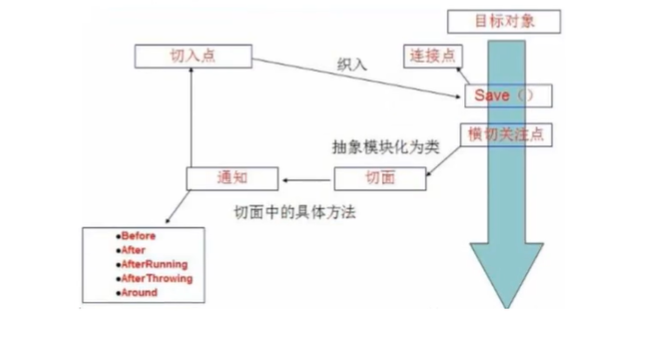 目标对象
切入点
织入
连接点
Save（）
横切关注点
抽象模块化为类
通知
切面
切面中的具体方法
●Before
●After
●AfterRunning
●AfterThrowing
●Around